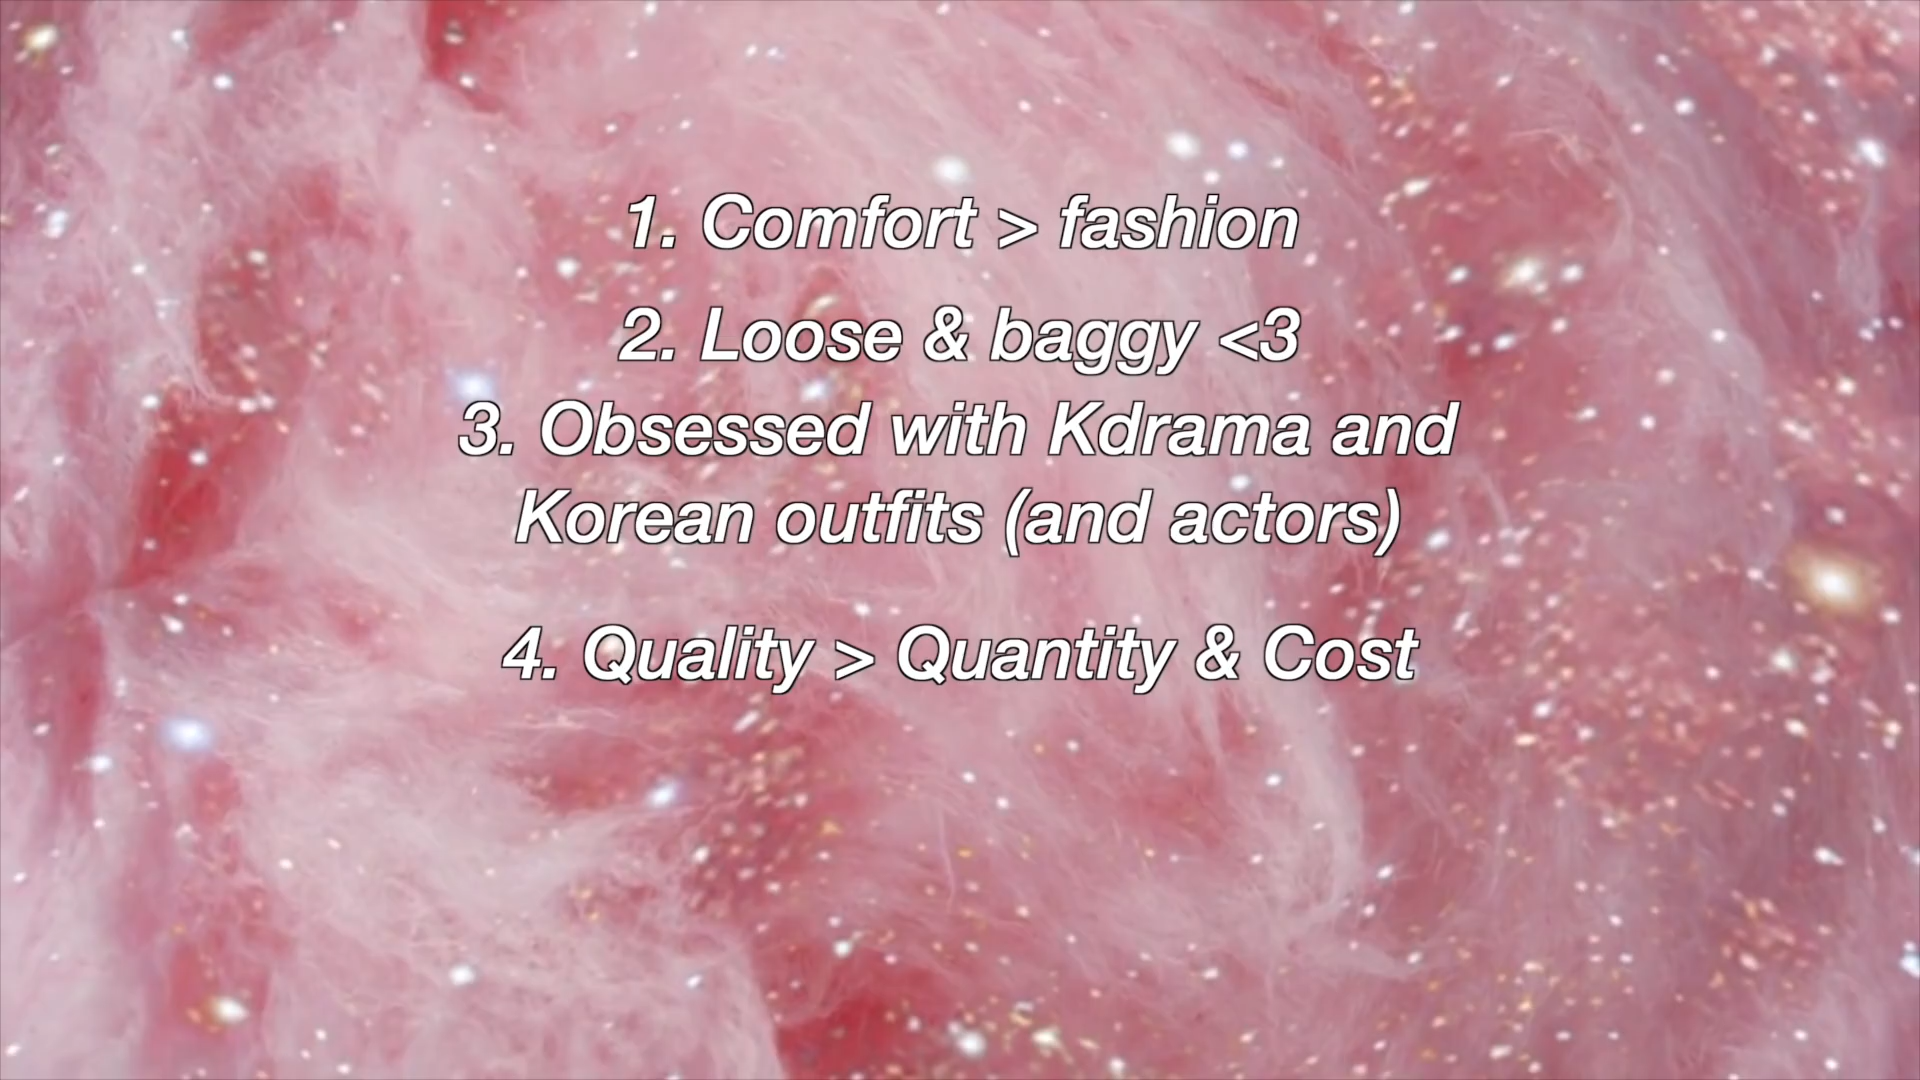 1. Comfort > fashion
2. Loose & baggy <3
3. Obsessed with Kdrama and
Korean outfits (and actors)
4. Quality > Quantity & Cost